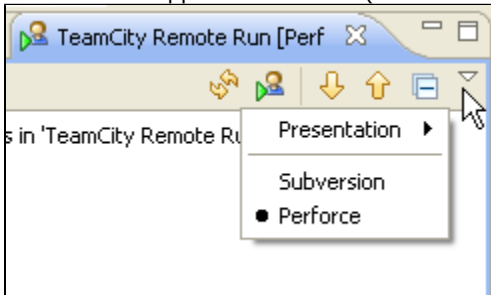 TeamCity Remote Run [Perf
s in 'TeamCity Remote Ru
Presentation
Subversion
Perforce